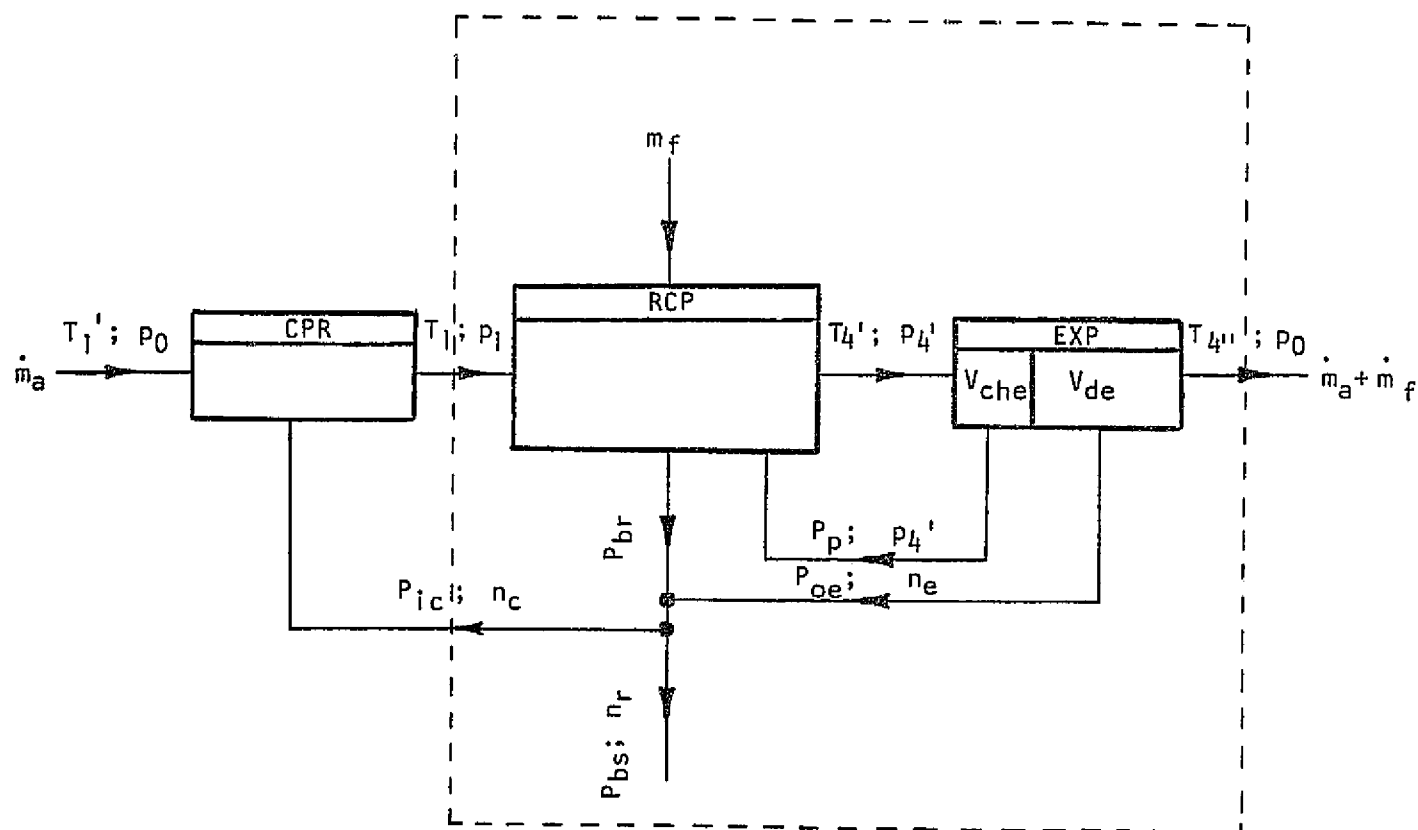 m f
RCP
T1'; p0
CPR
T1; p1
T4'; p4'
EXP
T4"; p0
ṁa
Vche
Vde
ṁa + ṁf
Pbr
Pp; p4'
Poe; ne
Pic; nc
Pbs; nr